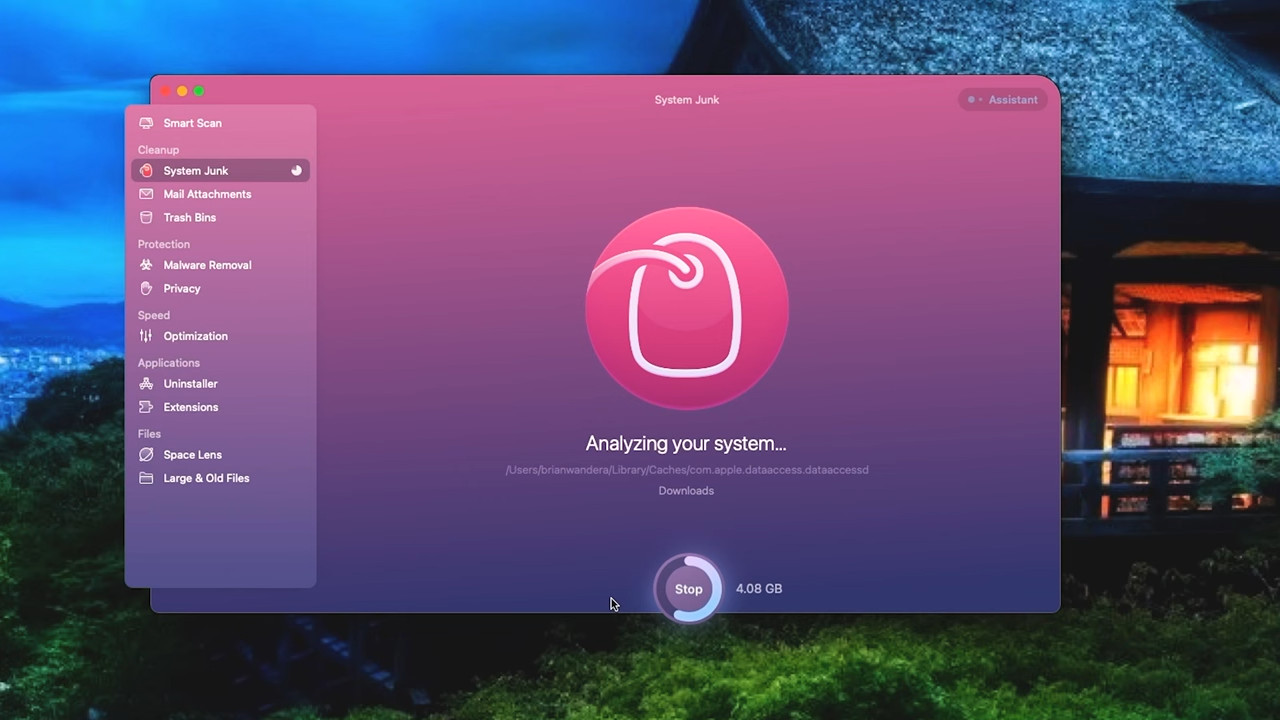 System Junk
Assistant
Smart Scan
Cleanup
System Junk
Mail Attachments
Trash Bins
Protection
Malware Removal
Privacy
Speed
Optimization
Applications
Uninstaller
Extensions
Files
Space Lens
Large & Old Files
Analyzing your system...
/Users/brianwandera/Library/Caches/com.apple.dataaccess.dataaccessd
Downloads
Stop
4.08 GB